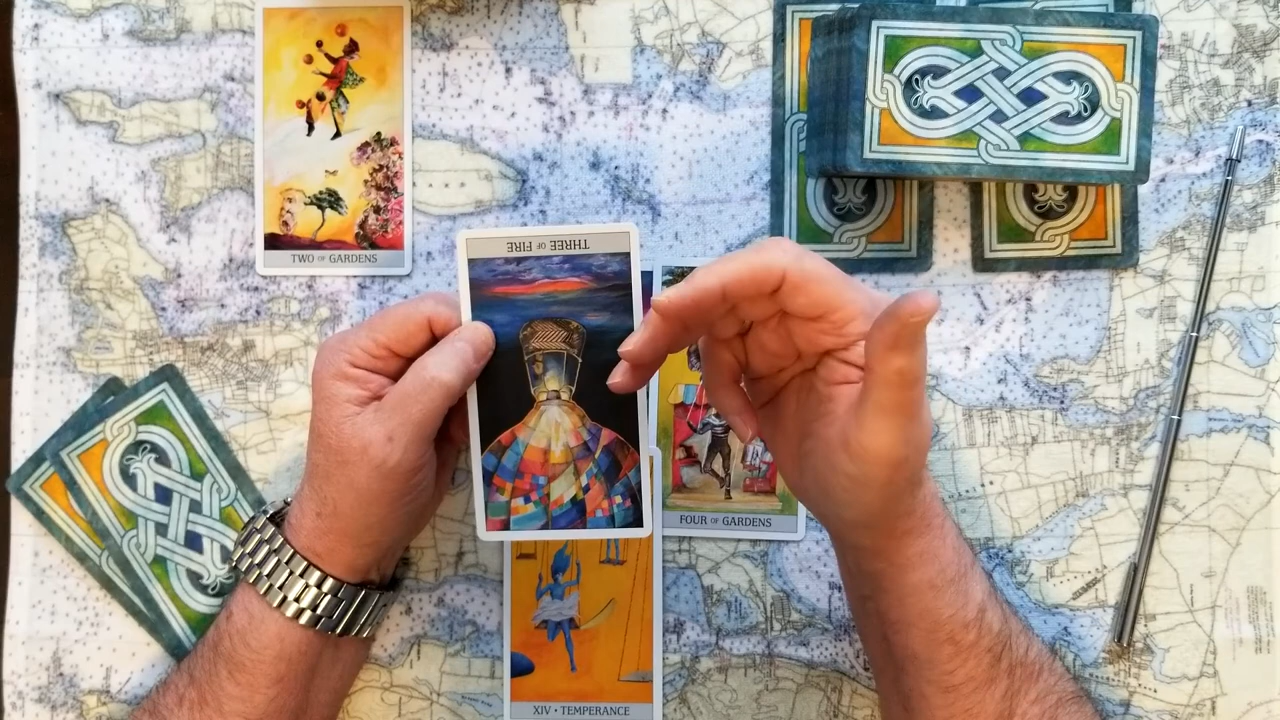 TWO OF GARDENS
THREE OF FIRE
FOUR OF GARDENS
XIV • TEMPERANCE